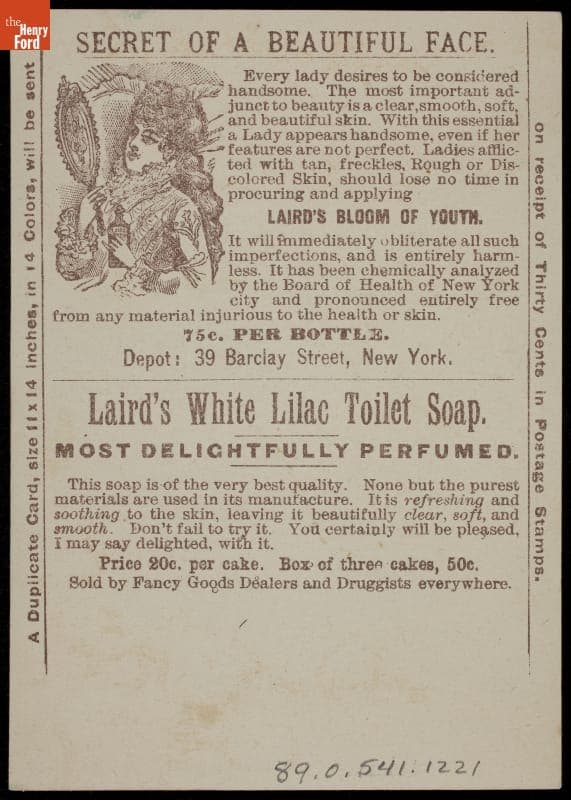 the
Henry
Ford
SECRET OF A BEAUTIFUL FACE.
Every lady desires to be considered
handsome. The most important ad-
junct to beauty is a clear, smooth, soft,
and beautiful skin. With this essential
a Lady appears handsome, even if her
features are not perfect. Ladies afflic-
ted with tan, freckles, Rough or Dis-
colored Skin, should lose no time in
procuring and applying
LAIRD'S BLOOM OF YOUTH.
It will immediately obliterate all such
imperfections, and is entirely harm-
less. It has been chemically analyzed
by the Board of Health of New York
city and pronounced entirely free
from any material injurious to the health or skin.
75c. PER BOTTLE.
Depot: 39 Barclay Street, New York.
Laird's White Lilac Toilet Soap.
MOST DELIGHTFULLY PERFUMED.
This soap is of the very best quality. None but the purest
materials are used in its manufacture. It is refreshing and
soothing to the skin, leaving it beautifully clear, soft, and
smooth. Don't fail to try it. You certainly will be pleased,
I may say delighted, with it.
Price 20c. per cake. Box of three cakes, 50c.
Sold by Fancy Goods Dealers and Druggists everywhere.
A Duplicate Card, size 11 x 14 inches, in 14 Colors, will be sent
on receipt of Thirty Cents in Postage Stamps.
89.0.541.1221